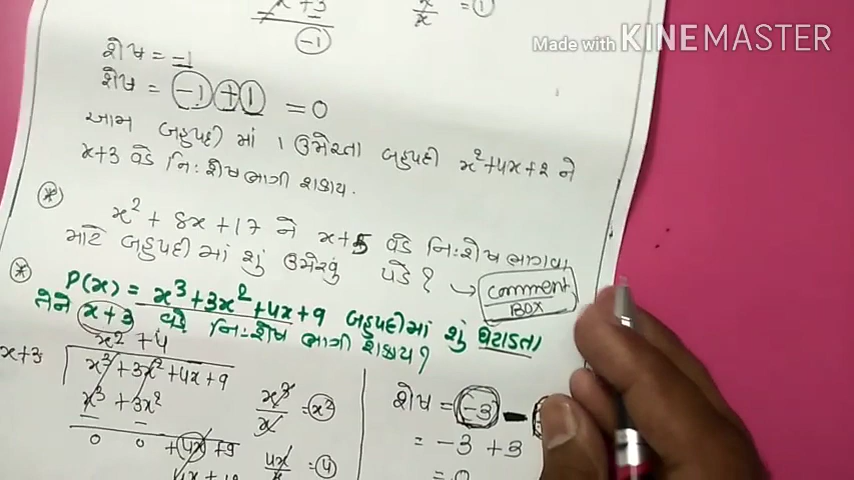 x + 3
x/x = 1
-1
Made with KINEMASTER
શેષ = -1
શેષ = -1 + 1 = 0
આમ બહુપદી માં 1 ઉમેરતા બહુપદી x² + 4x + 2 ને
x+3 વડે નિ:શેષ ભાગી શકાય.
* x² + 8x + 17 ને x+5 વડે નિ:શેષ ભાગવા
માટે બહુપદી માં શું ઉમેરવું પડે? → comment BOX
* P(x) = x³ + 3x² + 4x + 9 બહુપદીમાં શું ઘટાડતા
તેને x+3 વડે નિ:શેષ ભાગી શકાય?
x² + 4
x+3 x³ + 3x² + 4x + 9
x³ + 3x²
- -
0 0 + 4x + 9
x³/x = x²
4x/x = 4
શેષ = -3 -
= -3 + 3
= 0